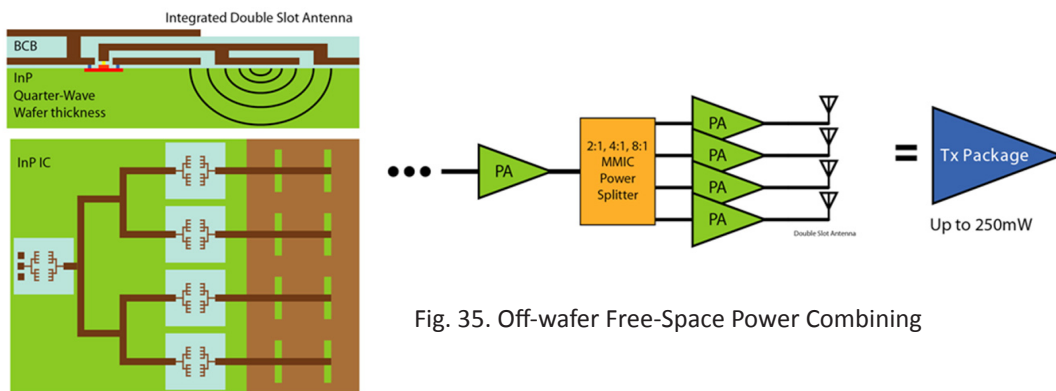 Integrated Double Slot Antenna
BCB
InP
Quarter-Wave
Wafer thickness
InP IC
PA
2:1, 4:1, 8:1
MMIC
Power
Splitter
PA
PA
PA
PA
Double Slot Antenna
=
Tx Package
Up to 250mW
Fig. 35. Off-wafer Free-Space Power Combining